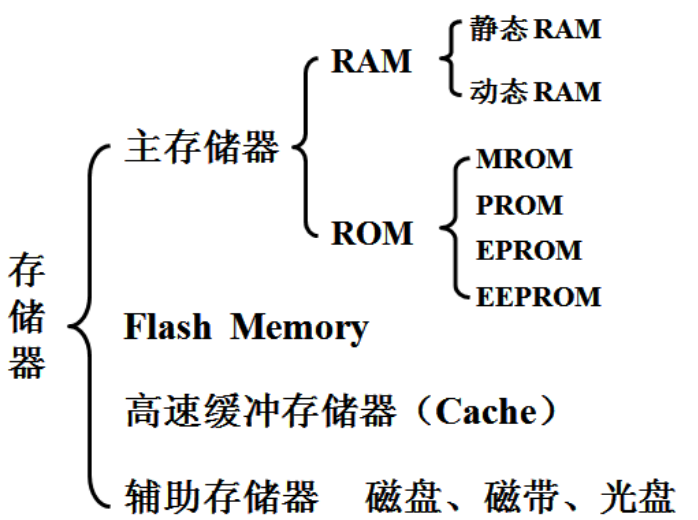 存储器
主存储器
RAM
静态RAM
动态RAM
ROM
MROM
PROM
EPROM
EEPROM
Flash Memory
高速缓冲存储器（Cache）
辅助存储器 磁盘、磁带、光盘